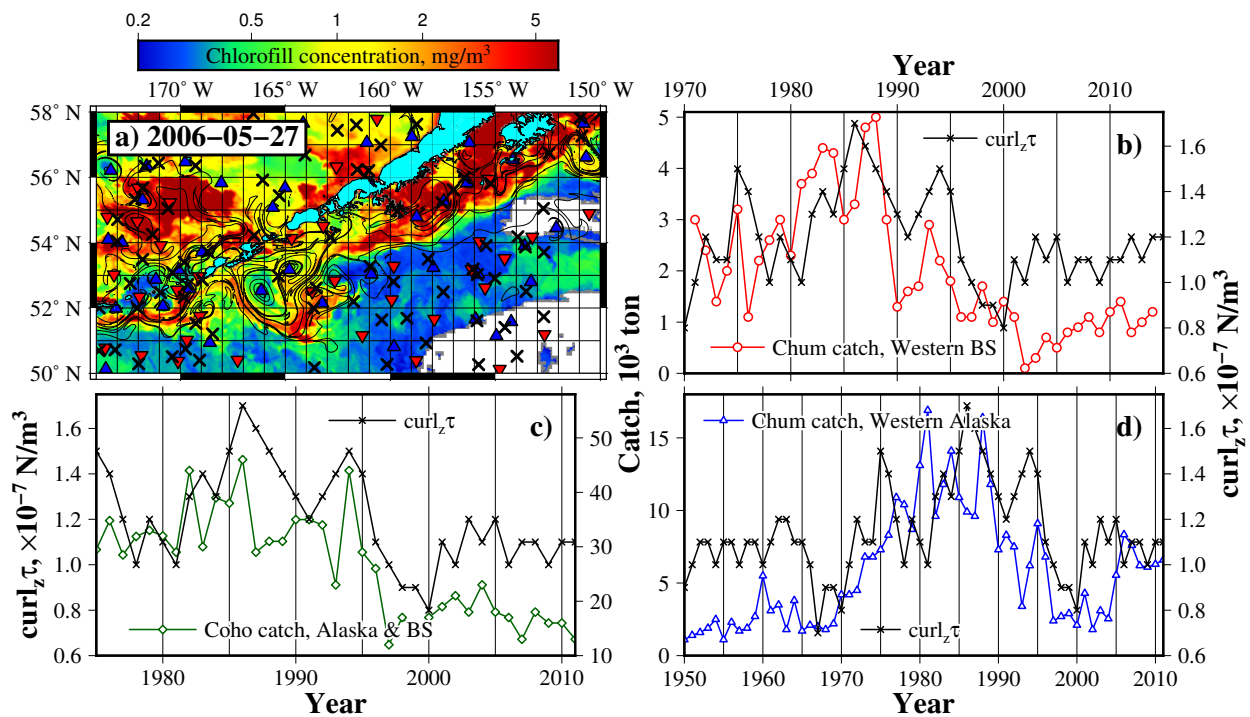 0.2 0.5 1 2 5
Chlorofill concentration, mg/m³
170° W 165° W 160° W 155° W 150° W
58° N
56° N
54° N
52° N
50° N
a) 2006−05−27
Year
1970 1980 1990 2000 2010
5
4
3
2
1
0
b)
curl_zτ
Chum catch, Western BS
1.6
1.4
1.2
1.0
0.8
0.6
Catch, 10³ ton
curl_zτ, ×10⁻⁷ N/m³
1.6
1.4
1.2
1.0
0.8
0.6
curl_zτ, ×10⁻⁷ N/m³
c)
curl_zτ
Coho catch, Alaska & BS
50
40
30
20
10
1980 1990 2000 2010
Year
15
10
5
0
Chum catch, Western Alaska
d)
curl_zτ
1.6
1.4
1.2
1.0
0.8
0.6
1950 1960 1970 1980 1990 2000 2010
Year